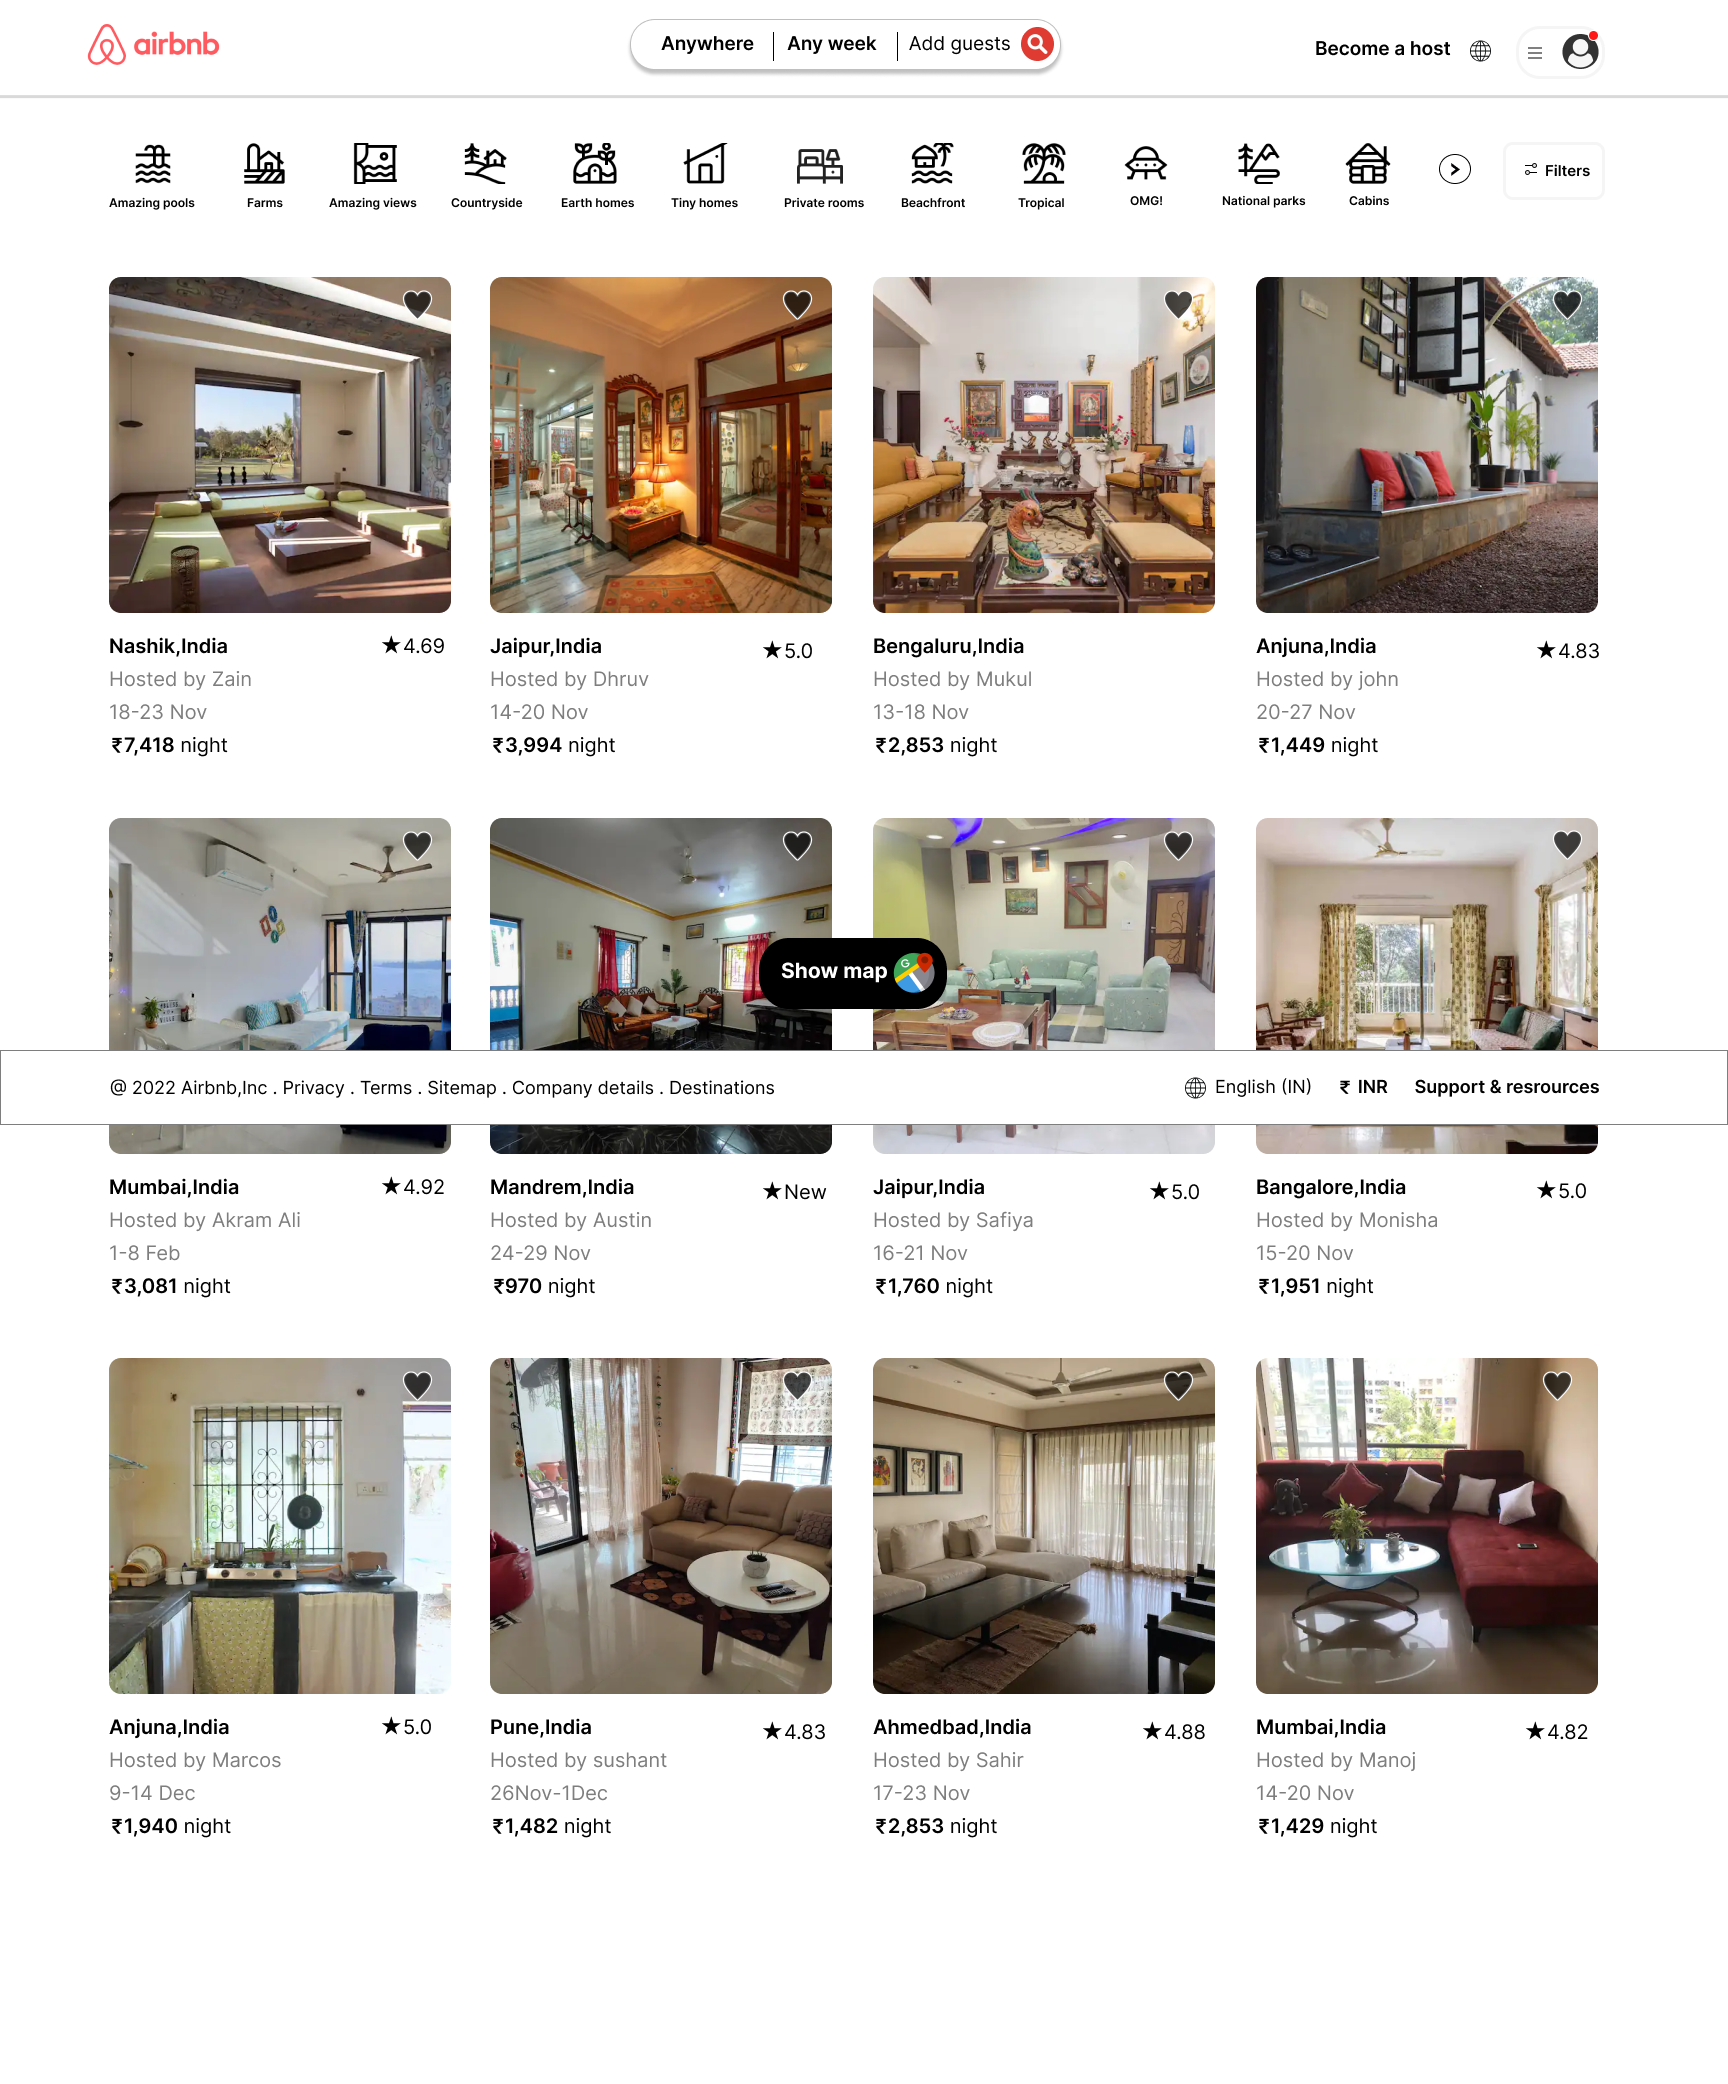 airbnb
Anywhere Any week Add guests
Become a host
Amazing pools Farms Amazing views Countryside Earth homes Tiny homes Private rooms Beachfront Tropical OMG! National parks Cabins
Filters
Nashik,India ★4.69
Hosted by Zain
18-23 Nov
₹7,418 night
Jaipur,India ★5.0
Hosted by Dhruv
14-20 Nov
₹3,994 night
Bengaluru,India
Hosted by Mukul
13-18 Nov
₹2,853 night
Anjuna,India ★4.83
Hosted by john
20-27 Nov
₹1,449 night
Show map
@ 2022 Airbnb,Inc . Privacy . Terms . Sitemap . Company details . Destinations
English (IN) ₹ INR Support & resrources
Mumbai,India ★4.92
Hosted by Akram Ali
1-8 Feb
₹3,081 night
Mandrem,India ★New
Hosted by Austin
24-29 Nov
₹970 night
Jaipur,India ★5.0
Hosted by Safiya
16-21 Nov
₹1,760 night
Bangalore,India ★5.0
Hosted by Monisha
15-20 Nov
₹1,951 night
Anjuna,India ★5.0
Hosted by Marcos
9-14 Dec
₹1,940 night
Pune,India ★4.83
Hosted by sushant
26Nov-1Dec
₹1,482 night
Ahmedbad,India ★4.88
Hosted by Sahir
17-23 Nov
₹2,853 night
Mumbai,India ★4.82
Hosted by Manoj
14-20 Nov
₹1,429 night